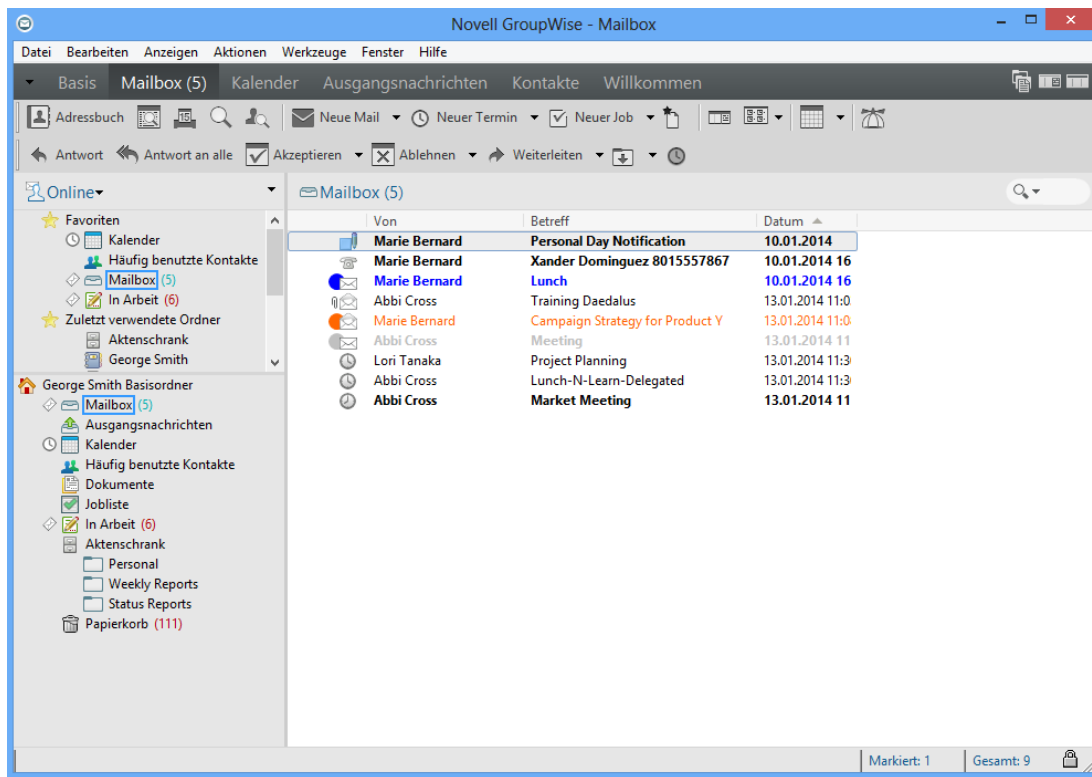 Novell GroupWise - Mailbox
Datei Bearbeiten Anzeigen Aktionen Werkzeuge Fenster Hilfe
Basis Mailbox (5) Kalender Ausgangsnachrichten Kontakte Willkommen
Adressbuch 15 Neue Mail Neuer Termin Neuer Job
Antwort Antwort an alle Akzeptieren Ablehnen Weiterleiten
Online
Favoriten
Kalender
Häufig benutzte Kontakte
Mailbox (5)
In Arbeit (6)
Zuletzt verwendete Ordner
Aktenschrank
George Smith
George Smith Basisordner
Mailbox (5)
Ausgangsnachrichten
Kalender
Häufig benutzte Kontakte
Dokumente
Jobliste
In Arbeit (6)
Aktenschrank
Personal
Weekly Reports
Status Reports
Papierkorb (111)
Mailbox (5)
Von Betreff Datum
Marie Bernard Personal Day Notification 10.01.2014
Marie Bernard Xander Dominguez 8015557867 10.01.2014 16
Marie Bernard Lunch 10.01.2014 16
Abbi Cross Training Daedalus 13.01.2014 11:0
Marie Bernard Campaign Strategy for Product Y 13.01.2014 11:0
Abbi Cross Meeting 13.01.2014 11
Lori Tanaka Project Planning 13.01.2014 11:3
Abbi Cross Lunch-N-Learn-Delegated 13.01.2014 11:3
Abbi Cross Market Meeting 13.01.2014 11
Markiert: 1 Gesamt: 9